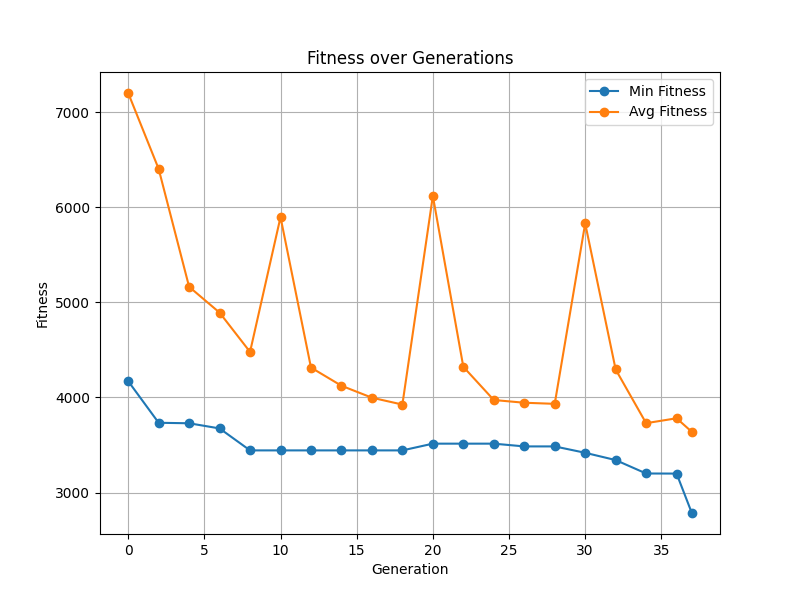 Fitness over Generations
Min Fitness
Avg Fitness
7000
6000
5000
4000
3000
Fitness
0 5 10 15 20 25 30 35
Generation